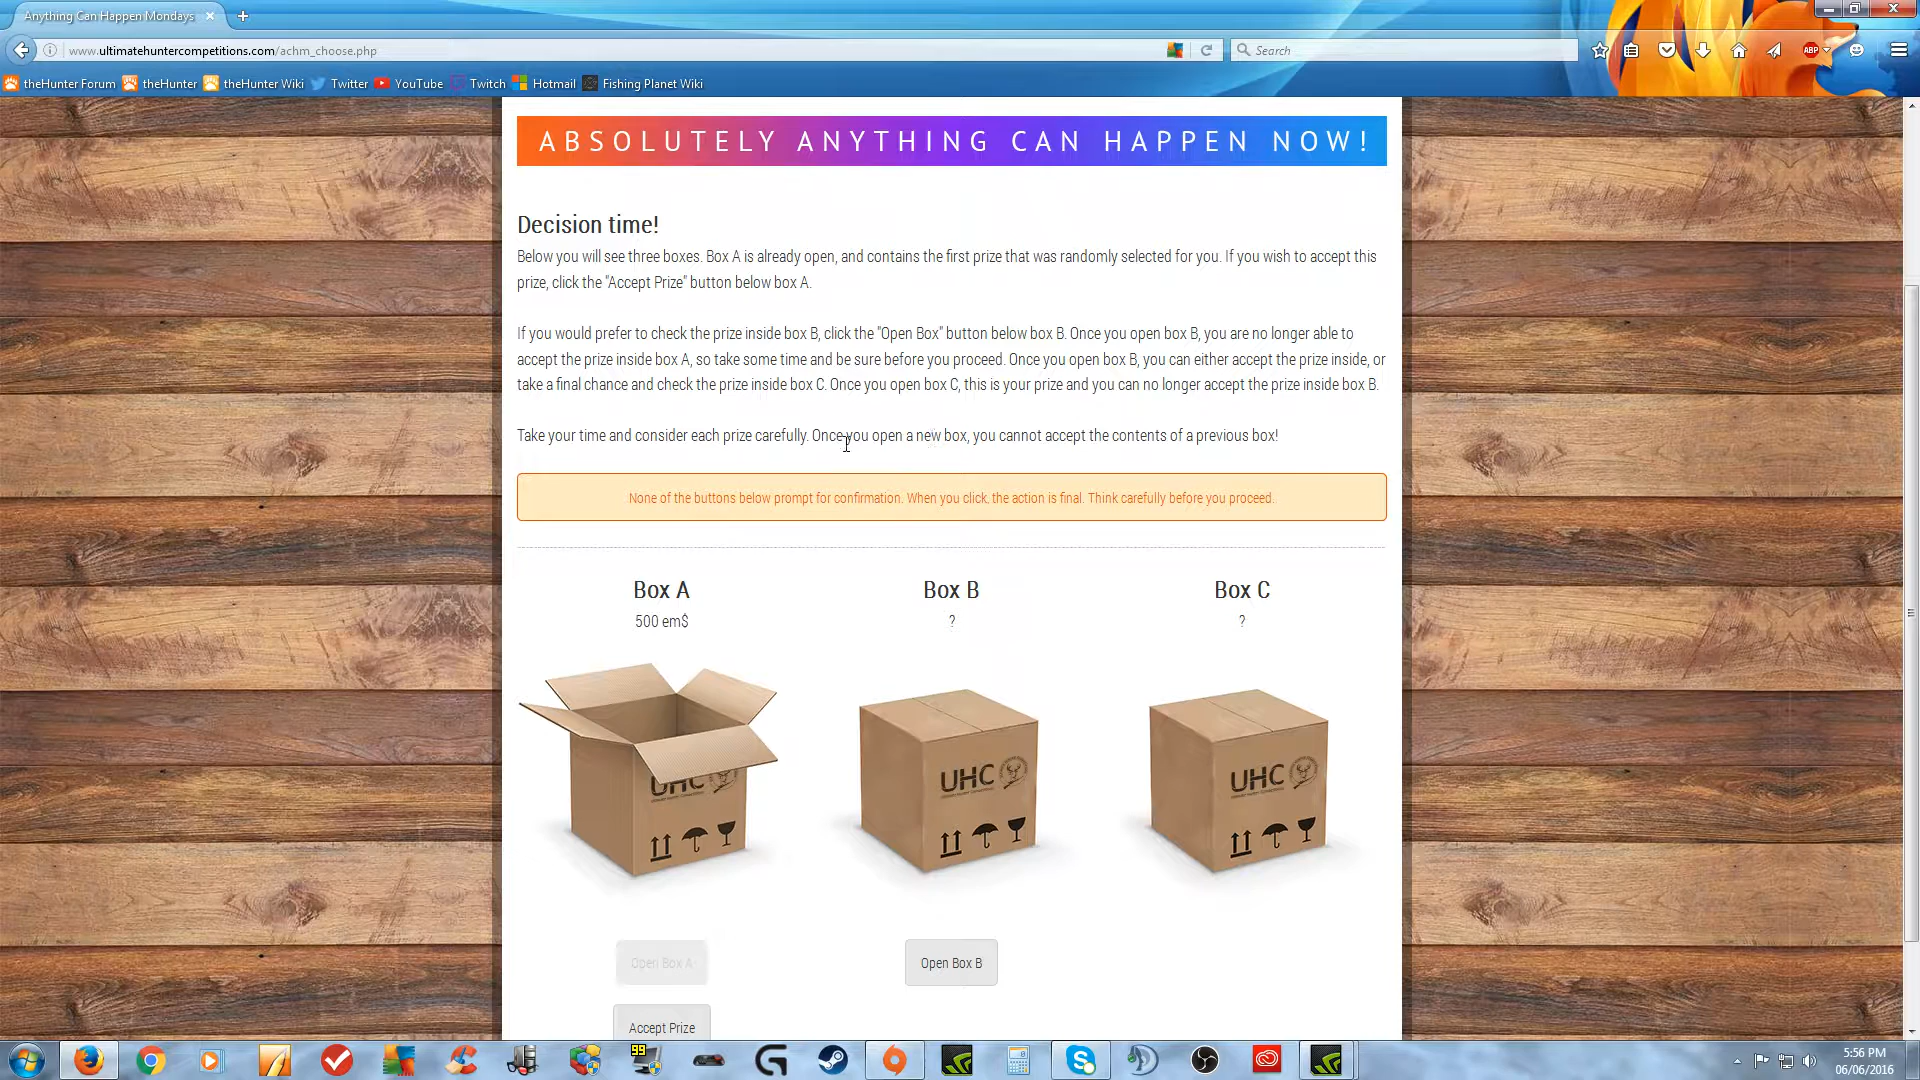 Anything Can Happen Mondays
www.ultimatehuntercompetitions.com/achm_choose.php
Search
ABP
theHunter Forum theHunter theHunter Wiki Twitter YouTube Twitch Hotmail Fishing Planet Wiki
ABSOLUTELY ANYTHING CAN HAPPEN NOW!
Decision time!
Below you will see three boxes. Box A is already open, and contains the first prize that was randomly selected for you. If you wish to accept this
prize, click the "Accept Prize" button below box A.
If you would prefer to check the prize inside box B, click the "Open Box" button below box B. Once you open box B, you are no longer able to
accept the prize inside box A, so take some time and be sure before you proceed. Once you open box B, you can either accept the prize inside, or
take a final chance and check the prize inside box C. Once you open box C, this is your prize and you can no longer accept the prize inside box B.
Take your time and consider each prize carefully. Once you open a new box, you cannot accept the contents of a previous box!
None of the buttons below prompt for confirmation. When you click, the action is final. Think carefully before you proceed.
Box A Box B Box C
500 em$ ? ?
UHC UHC UHC
Open Box A Open Box B
Accept Prize
99
5:56 PM
06/06/2016